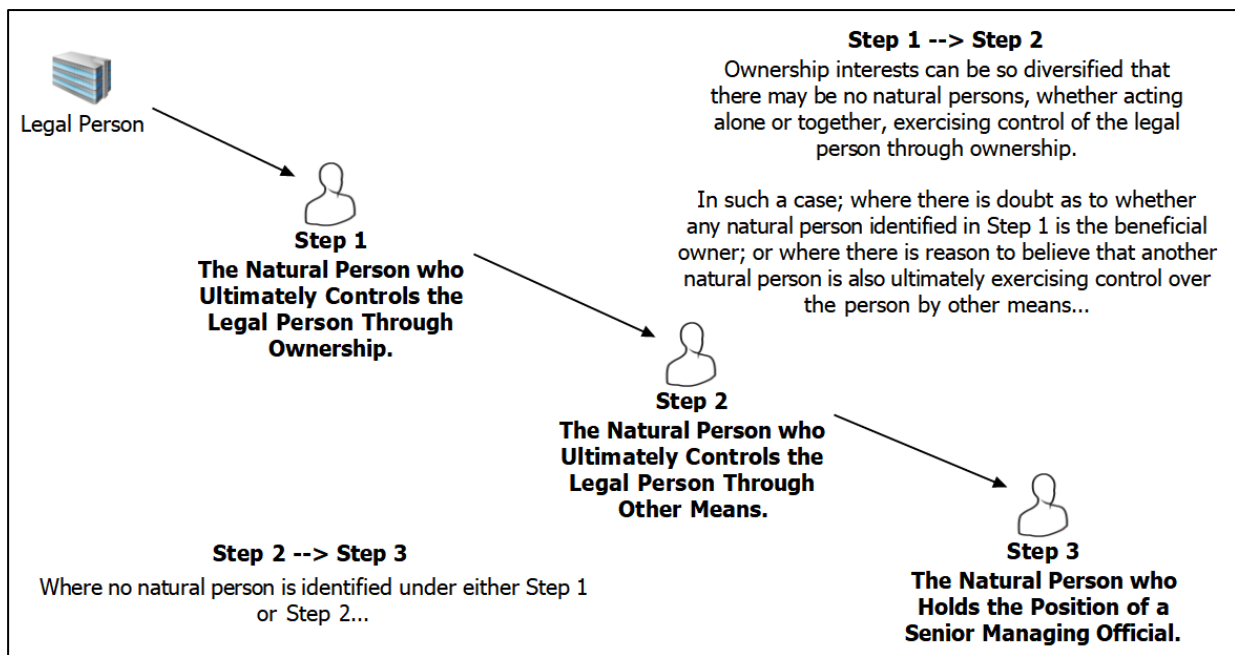 Legal Person
Step 1
The Natural Person who
Ultimately Controls the
Legal Person Through
Ownership.
Step 1 --> Step 2
Ownership interests can be so diversified that
there may be no natural persons, whether acting
alone or together, exercising control of the legal
person through ownership.
In such a case; where there is doubt as to whether
any natural person identified in Step 1 is the beneficial
owner; or where there is reason to believe that another
natural person is also ultimately exercising control over
the person by other means...
Step 2
The Natural Person who
Ultimately Controls the
Legal Person Through
Other Means.
Step 2 --> Step 3
Where no natural person is identified under either Step 1
or Step 2...
Step 3
The Natural Person who
Holds the Position of a
Senior Managing Official.